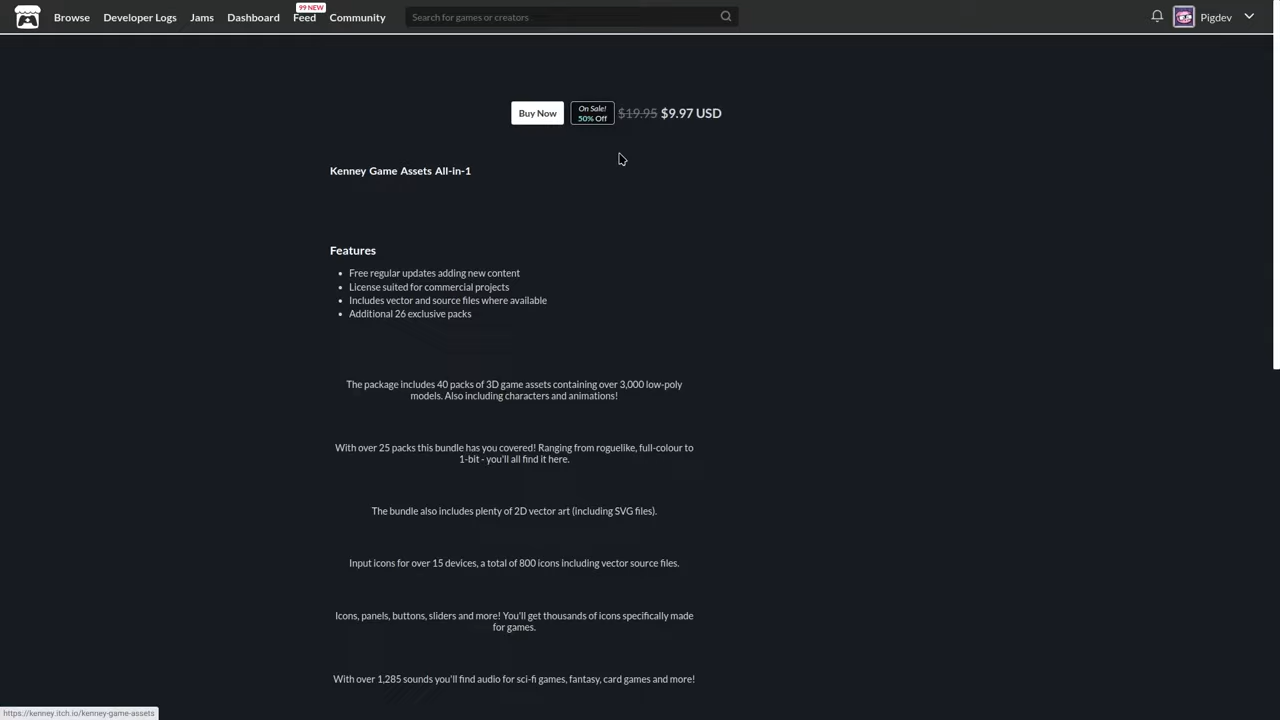 99 NEW
Browse Developer Logs Jams Dashboard Feed Community Search for games or creators Pigdev
Buy Now On Sale! 50% Off $19.95 $9.97 USD
Kenney Game Assets All-in-1
Features
• Free regular updates adding new content
• License suited for commercial projects
• Includes vector and source files where available
• Additional 26 exclusive packs
The package includes 40 packs of 3D game assets containing over 3,000 low-poly
models. Also including characters and animations!
With over 25 packs this bundle has you covered! Ranging from roguelike, full-colour to
1-bit - you'll all find it here.
The bundle also includes plenty of 2D vector art (including SVG files).
Input icons for over 15 devices, a total of 800 icons including vector source files.
Icons, panels, buttons, sliders and more! You'll get thousands of icons specifically made
for games.
With over 1,285 sounds you'll find audio for sci-fi games, fantasy, card games and more!
https://kenney.itch.io/kenney-game-assets